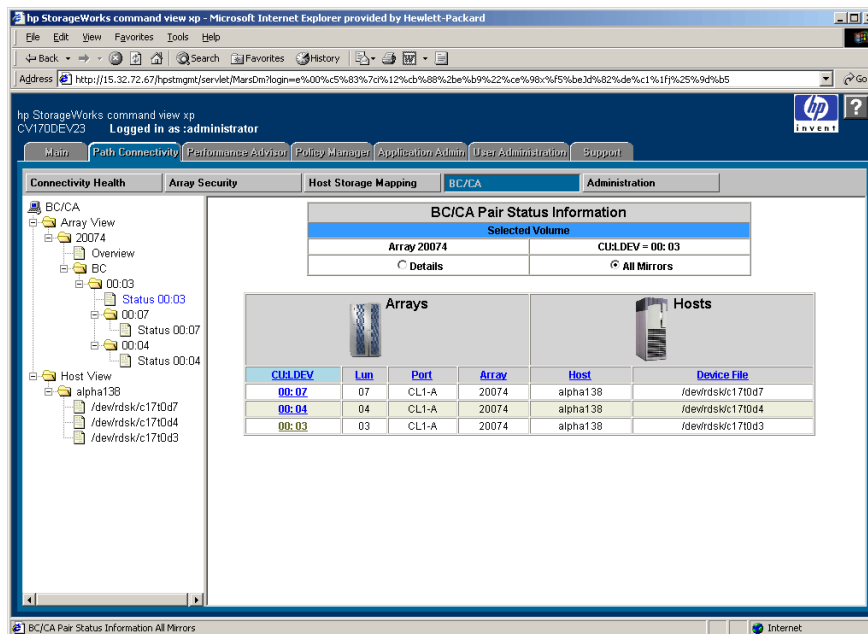 hp StorageWorks command view xp - Microsoft Internet Explorer provided by Hewlett-Packard
File Edit View Favorites Tools Help
Back Search Favorites History
Address http://15.32.72.67/hpstmgmt/servlet/MarsDm?login=e%00%c5%83%7ci%12%cb%88%2be%b9%22%ce%98x%f5%beJd%82%de%c1%1fj%25%9d%b5 Go
hp StorageWorks command view xp
CV170DEV23 Logged in as :administrator
hp
invent
?
Main Path Connectivity Performance Advisor Policy Manager Application Admin User Administration Support
Connectivity Health Array Security Host Storage Mapping BC/CA Administration
BC/CA
Array View
20074
Overview
BC
00:03
Status 00:03
00:07
Status 00:07
00:04
Status 00:04
Host View
alpha138
/dev/rdsk/c17t0d7
/dev/rdsk/c17t0d4
/dev/rdsk/c17t0d3
BC/CA Pair Status Information
Selected Volume
Array 20074 CU:LDEV = 00: 03
Details All Mirrors
Arrays Hosts
CU:LDEV Lun Port Array Host Device File
00: 07 07 CL1-A 20074 alpha138 /dev/rdsk/c17t0d7
00: 04 04 CL1-A 20074 alpha138 /dev/rdsk/c17t0d4
00: 03 03 CL1-A 20074 alpha138 /dev/rdsk/c17t0d3
BC/CA Pair Status Information All Mirrors Internet